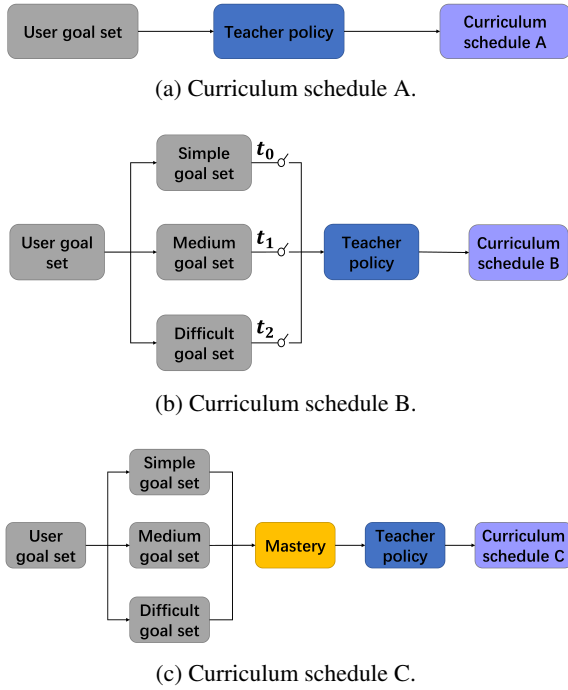 User goal set
Teacher policy
Curriculum
schedule A
(a) Curriculum schedule A.
Simple
goal set
t₀
User goal
set
Medium
goal set
t₁
Teacher
policy
Curriculum
schedule B
Difficult
goal set
t₂
(b) Curriculum schedule B.
Simple
goal set
User
goal set
Medium
goal set
Mastery
Teacher
policy
Curriculum
schedule C
Difficult
goal set
(c) Curriculum schedule C.